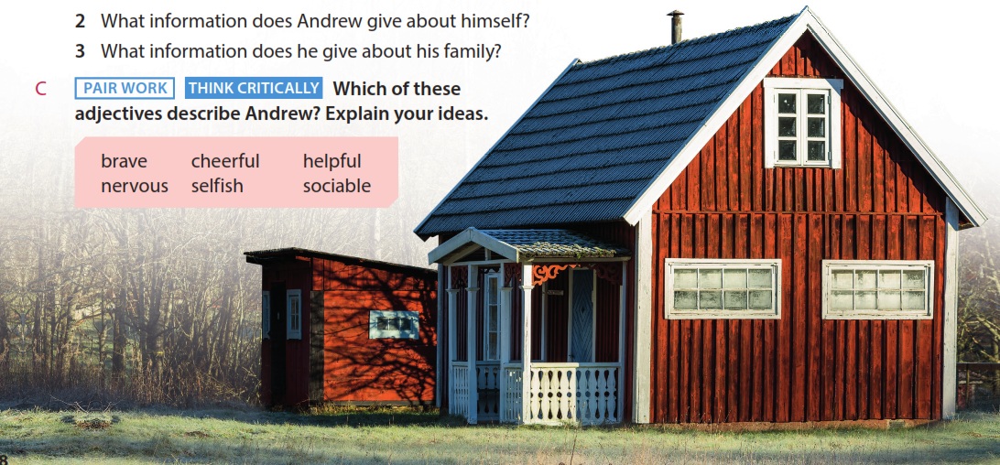 2 What information does Andrew give about himself?
3 What information does he give about his family?
C PAIR WORK THINK CRITICALLY Which of these
adjectives describe Andrew? Explain your ideas.
brave cheerful helpful
nervous selfish sociable
8